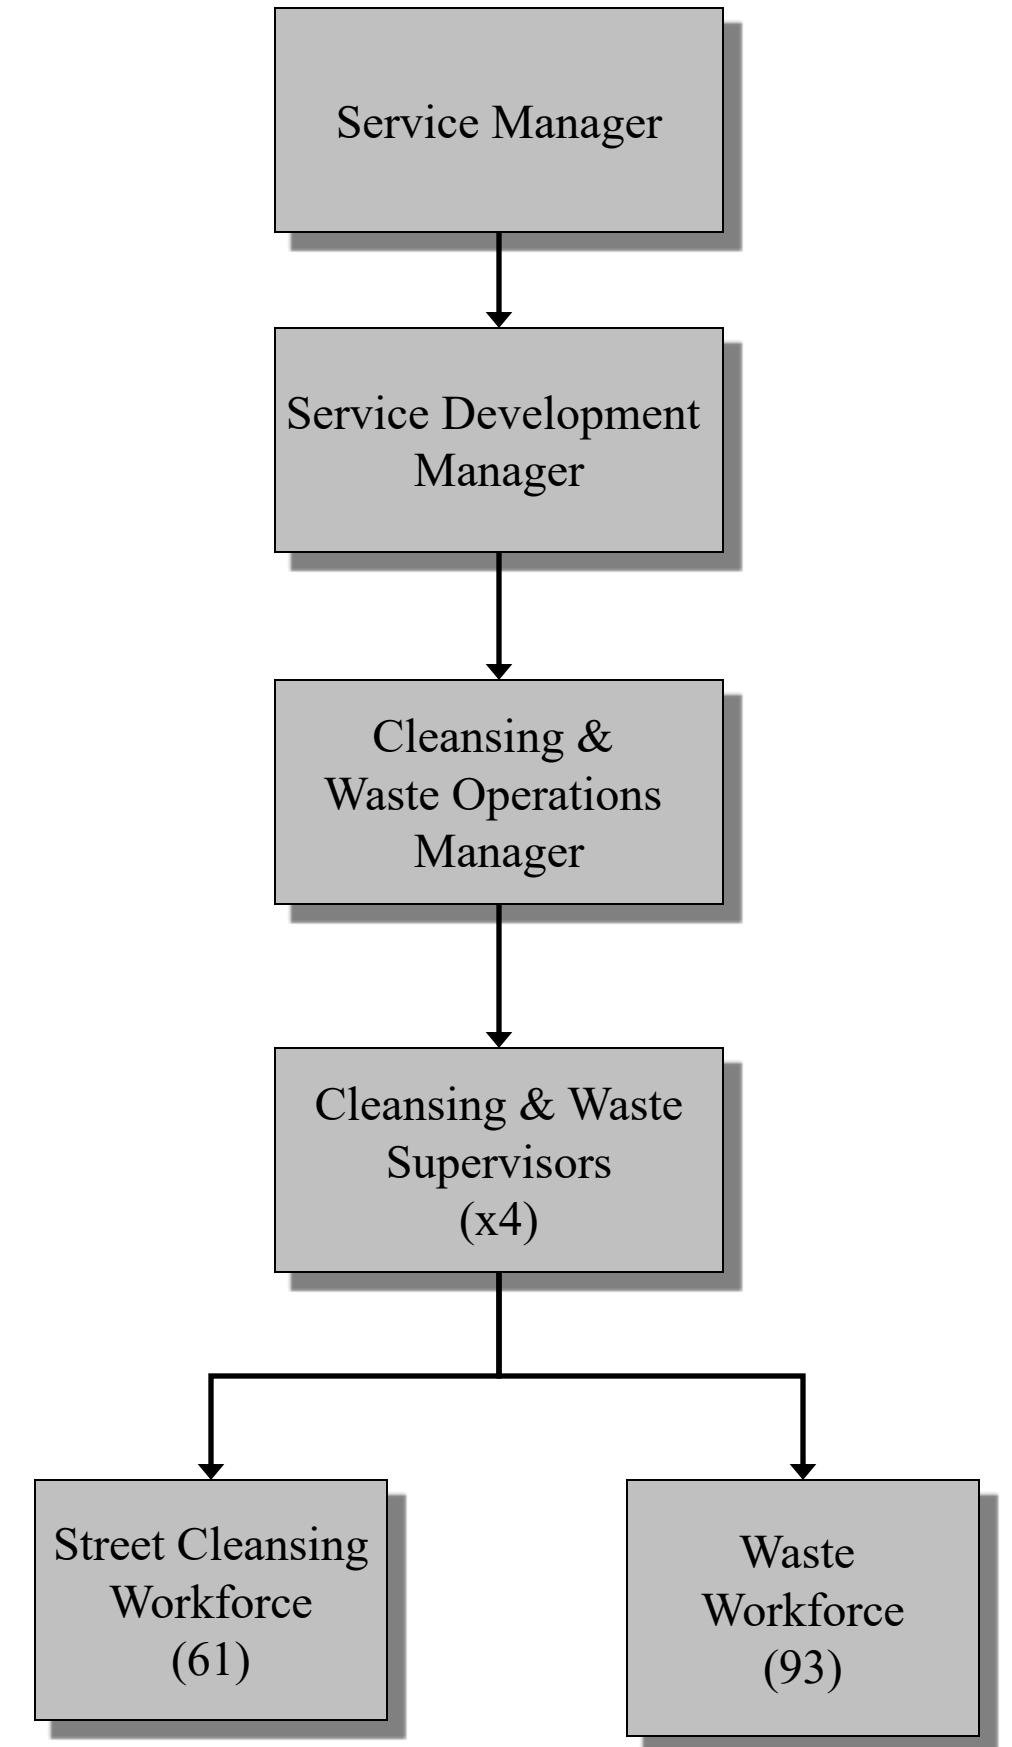 Service Manager
Service Development
Manager
Cleansing &
Waste Operations
Manager
Cleansing & Waste
Supervisors
(x4)
Street Cleansing
Workforce
(61)
Waste
Workforce
(93)